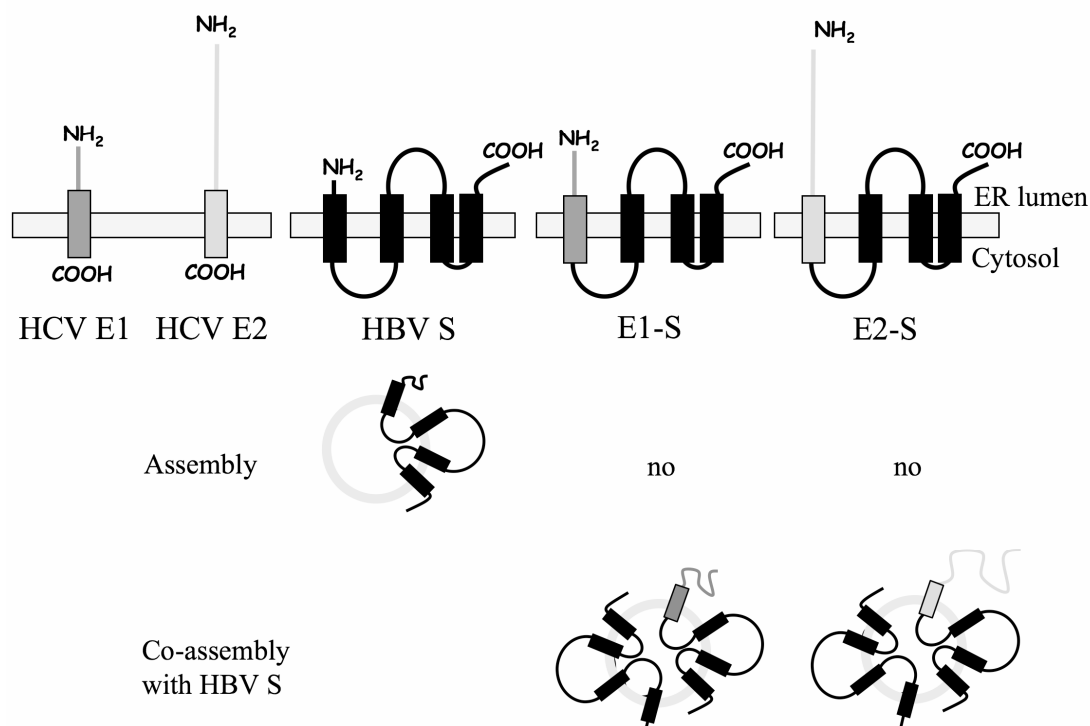 NH2
NH2
NH2
NH2
COOH
NH2
COOH
NH2
COOH
ER lumen
Cytosol
COOH
COOH
HCV E1
HCV E2
HBV S
E1-S
E2-S
Assembly
no
no
Co-assembly
with HBV S